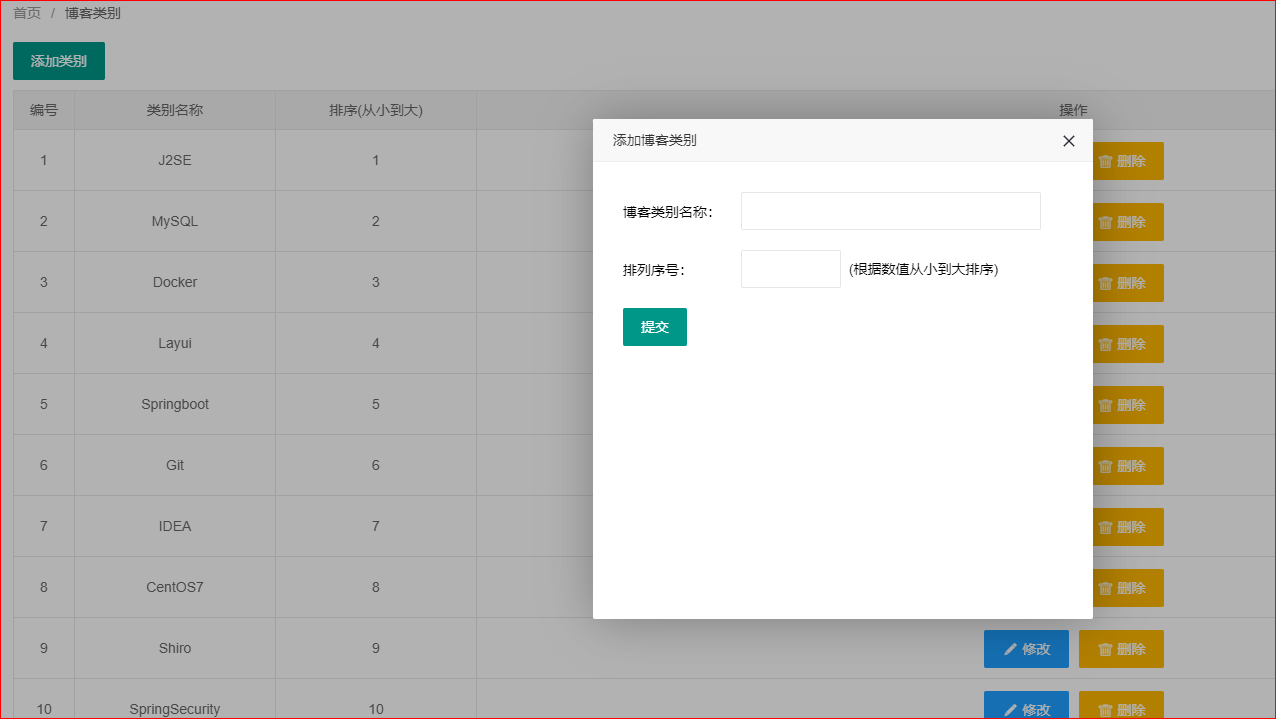 首页 / 博客类别
添加类别
编号 类别名称 排序(从小到大) 操作
添加博客类别
1 J2SE 1 删除
博客类别名称:
2 MySQL 2 删除
排列序号: (根据数值从小到大排序)
3 Docker 3 删除
提交
4 Layui 4 删除
5 Springboot 5 删除
6 Git 6 删除
7 IDEA 7 删除
8 CentOS7 8 删除
9 Shiro 9 修改 删除
10 SpringSecurity 10 修改 删除